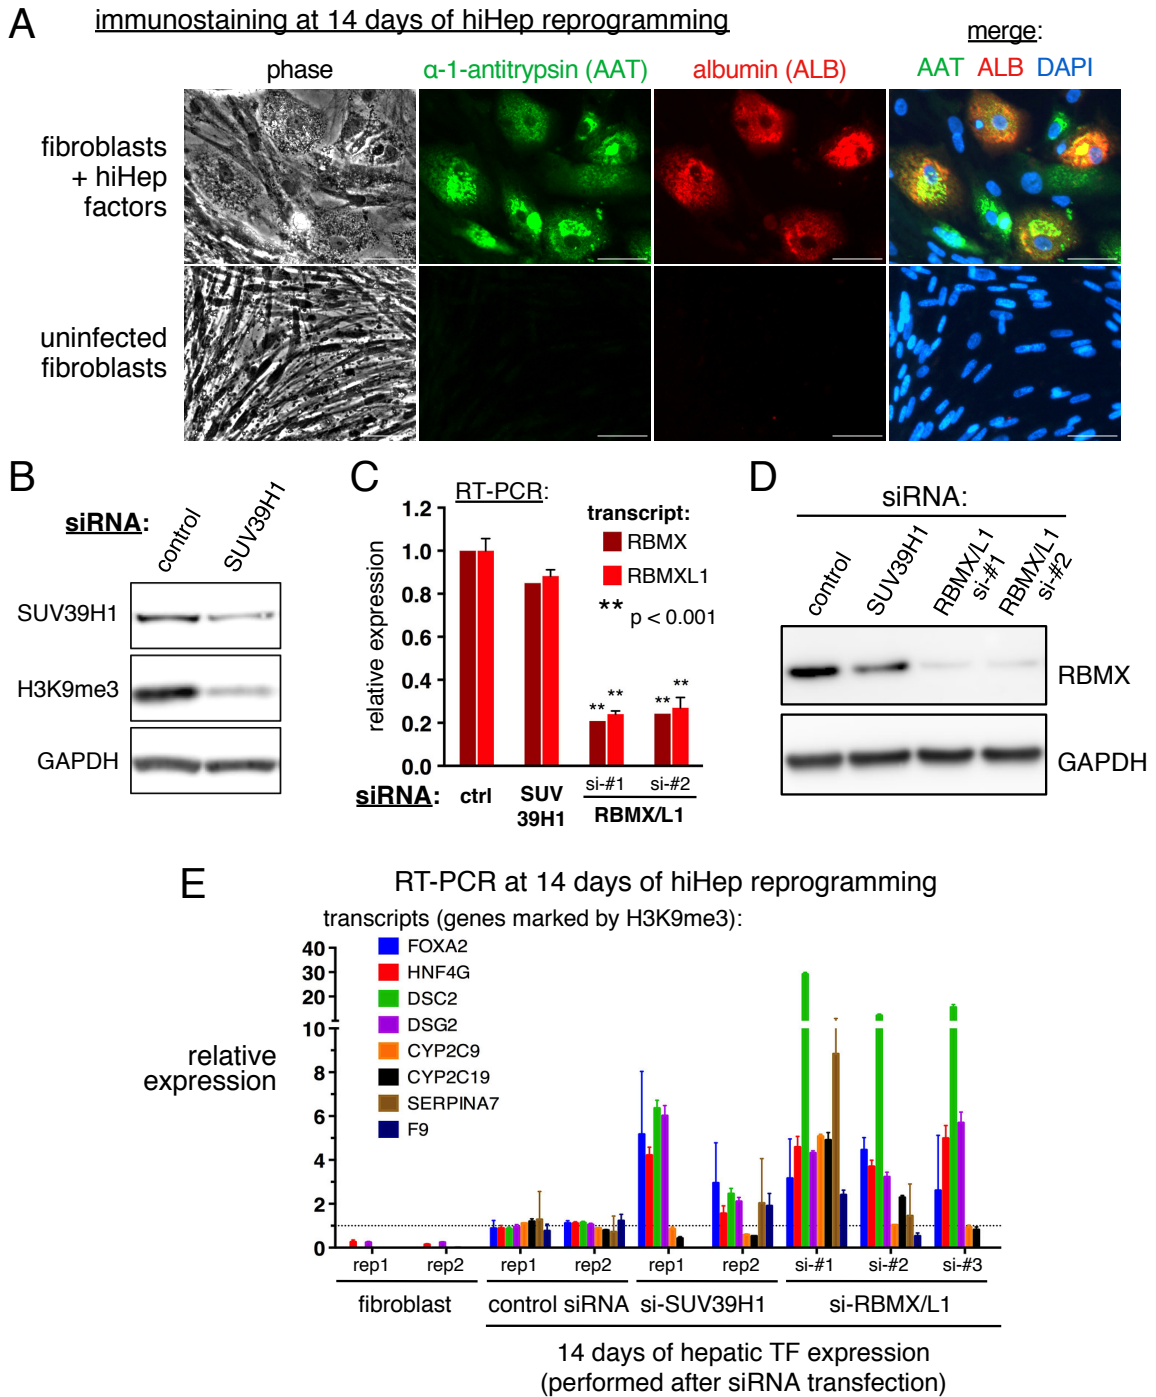 A
immunostaining at 14 days of hiHep reprogramming
phase
α-1-antitrypsin (AAT)
albumin (ALB)
merge:
AAT ALB DAPI
fibroblasts
+ hiHep
factors
uninfected
fibroblasts
B
siRNA:
control
SUV39H1
SUV39H1
H3K9me3
GAPDH
C
RT-PCR:
relative expression
1.2
1.0
0.8
0.6
0.4
0.2
0.0
transcript:
RBMX
RBMXL1
** p < 0.001
**
**
**
**
siRNA:
ctrl
SUV
39H1
si-#1
si-#2
RBMX/L1
D
siRNA:
control
SUV39H1
RBMX/L1
si-#1
RBMX/L1
si-#2
RBMX
GAPDH
E
RT-PCR at 14 days of hiHep reprogramming
transcripts (genes marked by H3K9me3):
relative
expression
40
30
20
10
8
6
4
2
0
FOXA2
HNF4G
DSC2
DSG2
CYP2C9
CYP2C19
SERPINA7
F9
rep1 rep2 rep1 rep2 rep1 rep2 si-#1 si-#2 si-#3
fibroblast control siRNA si-SUV39H1 si-RBMX/L1
14 days of hepatic TF expression
(performed after siRNA transfection)